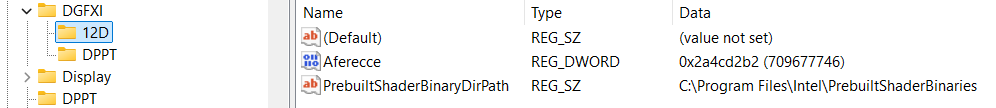 DGFXI
12D
DPPT
Display
DPPT
Name Type Data
(Default) REG_SZ (value not set)
Aferecce REG_DWORD 0x2a4cd2b2 (709677746)
PrebuiltShaderBinaryDirPath REG_SZ C:\Program Files\Intel\PrebuiltShaderBinaries